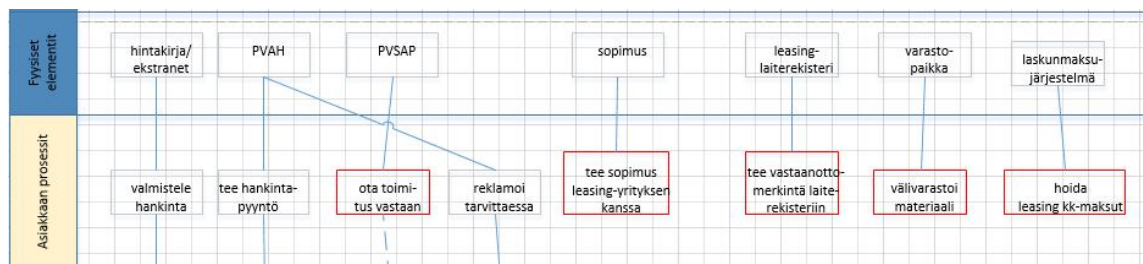 Fyysiset
elementit
hintakirja/
ekstranet
PVAH
PVSAP
sopimus
leasing-
laiterekisteri
varasto-
paikka
laskunmaksu-
järjestelmä
Asiakkaan prosessit
valmistele
hankinta
tee hankinta-
pyyntö
ota toimi-
tus vastaan
reklamoi
tarvittaessa
tee sopimus
leasing-yrityksen
kanssa
tee vastaanotto-
merkintä laite-
rekisteriin
välivarastoi
materiaali
hoida
leasing kk-maksut